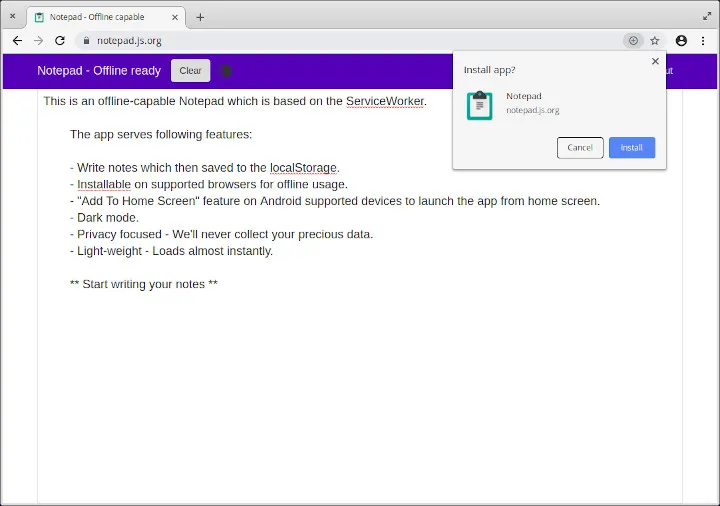 Notepad - Offline capable
notepad.js.org
Notepad - Offline ready
Clear
Install app?
Notepad
notepad.js.org
Cancel
Install
This is an offline-capable Notepad which is based on the ServiceWorker.
The app serves following features:
- Write notes which then saved to the localStorage.
- Installable on supported browsers for offline usage.
- "Add To Home Screen" feature on Android supported devices to launch the app from home screen.
- Dark mode.
- Privacy focused - We'll never collect your precious data.
- Light-weight - Loads almost instantly.
** Start writing your notes **